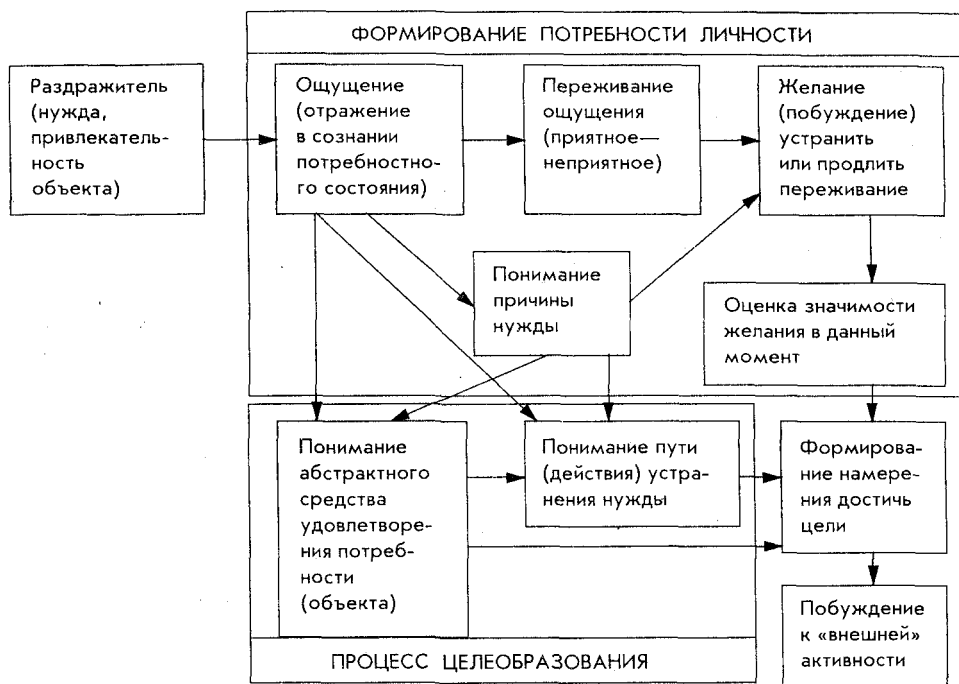 ФОРМИРОВАНИЕ ПОТРЕБНОСТИ ЛИЧНОСТИ
Раздражитель
(нужда,
привлекатель-
ность
объекта)
Ощущение
(отражение
в сознании
потребностно-
го состояния)
Переживание
ощущения
(приятное—
неприятное)
Желание
(побуждение)
устранить
или продлить
переживание
Понимание
причины
нужды
Оценка значимости
желания в данный
момент
Понимание
абстрактного
средства
удовлетворе-
ния потреб-
ности
(объекта)
Понимание пути
(действия) устра-
нения нужды
Формирова-
ние намере-
ния достичь
цели
Побуждение
к «внешней»
активности
ПРОЦЕСС ЦЕЛЕОБРАЗОВАНИЯ